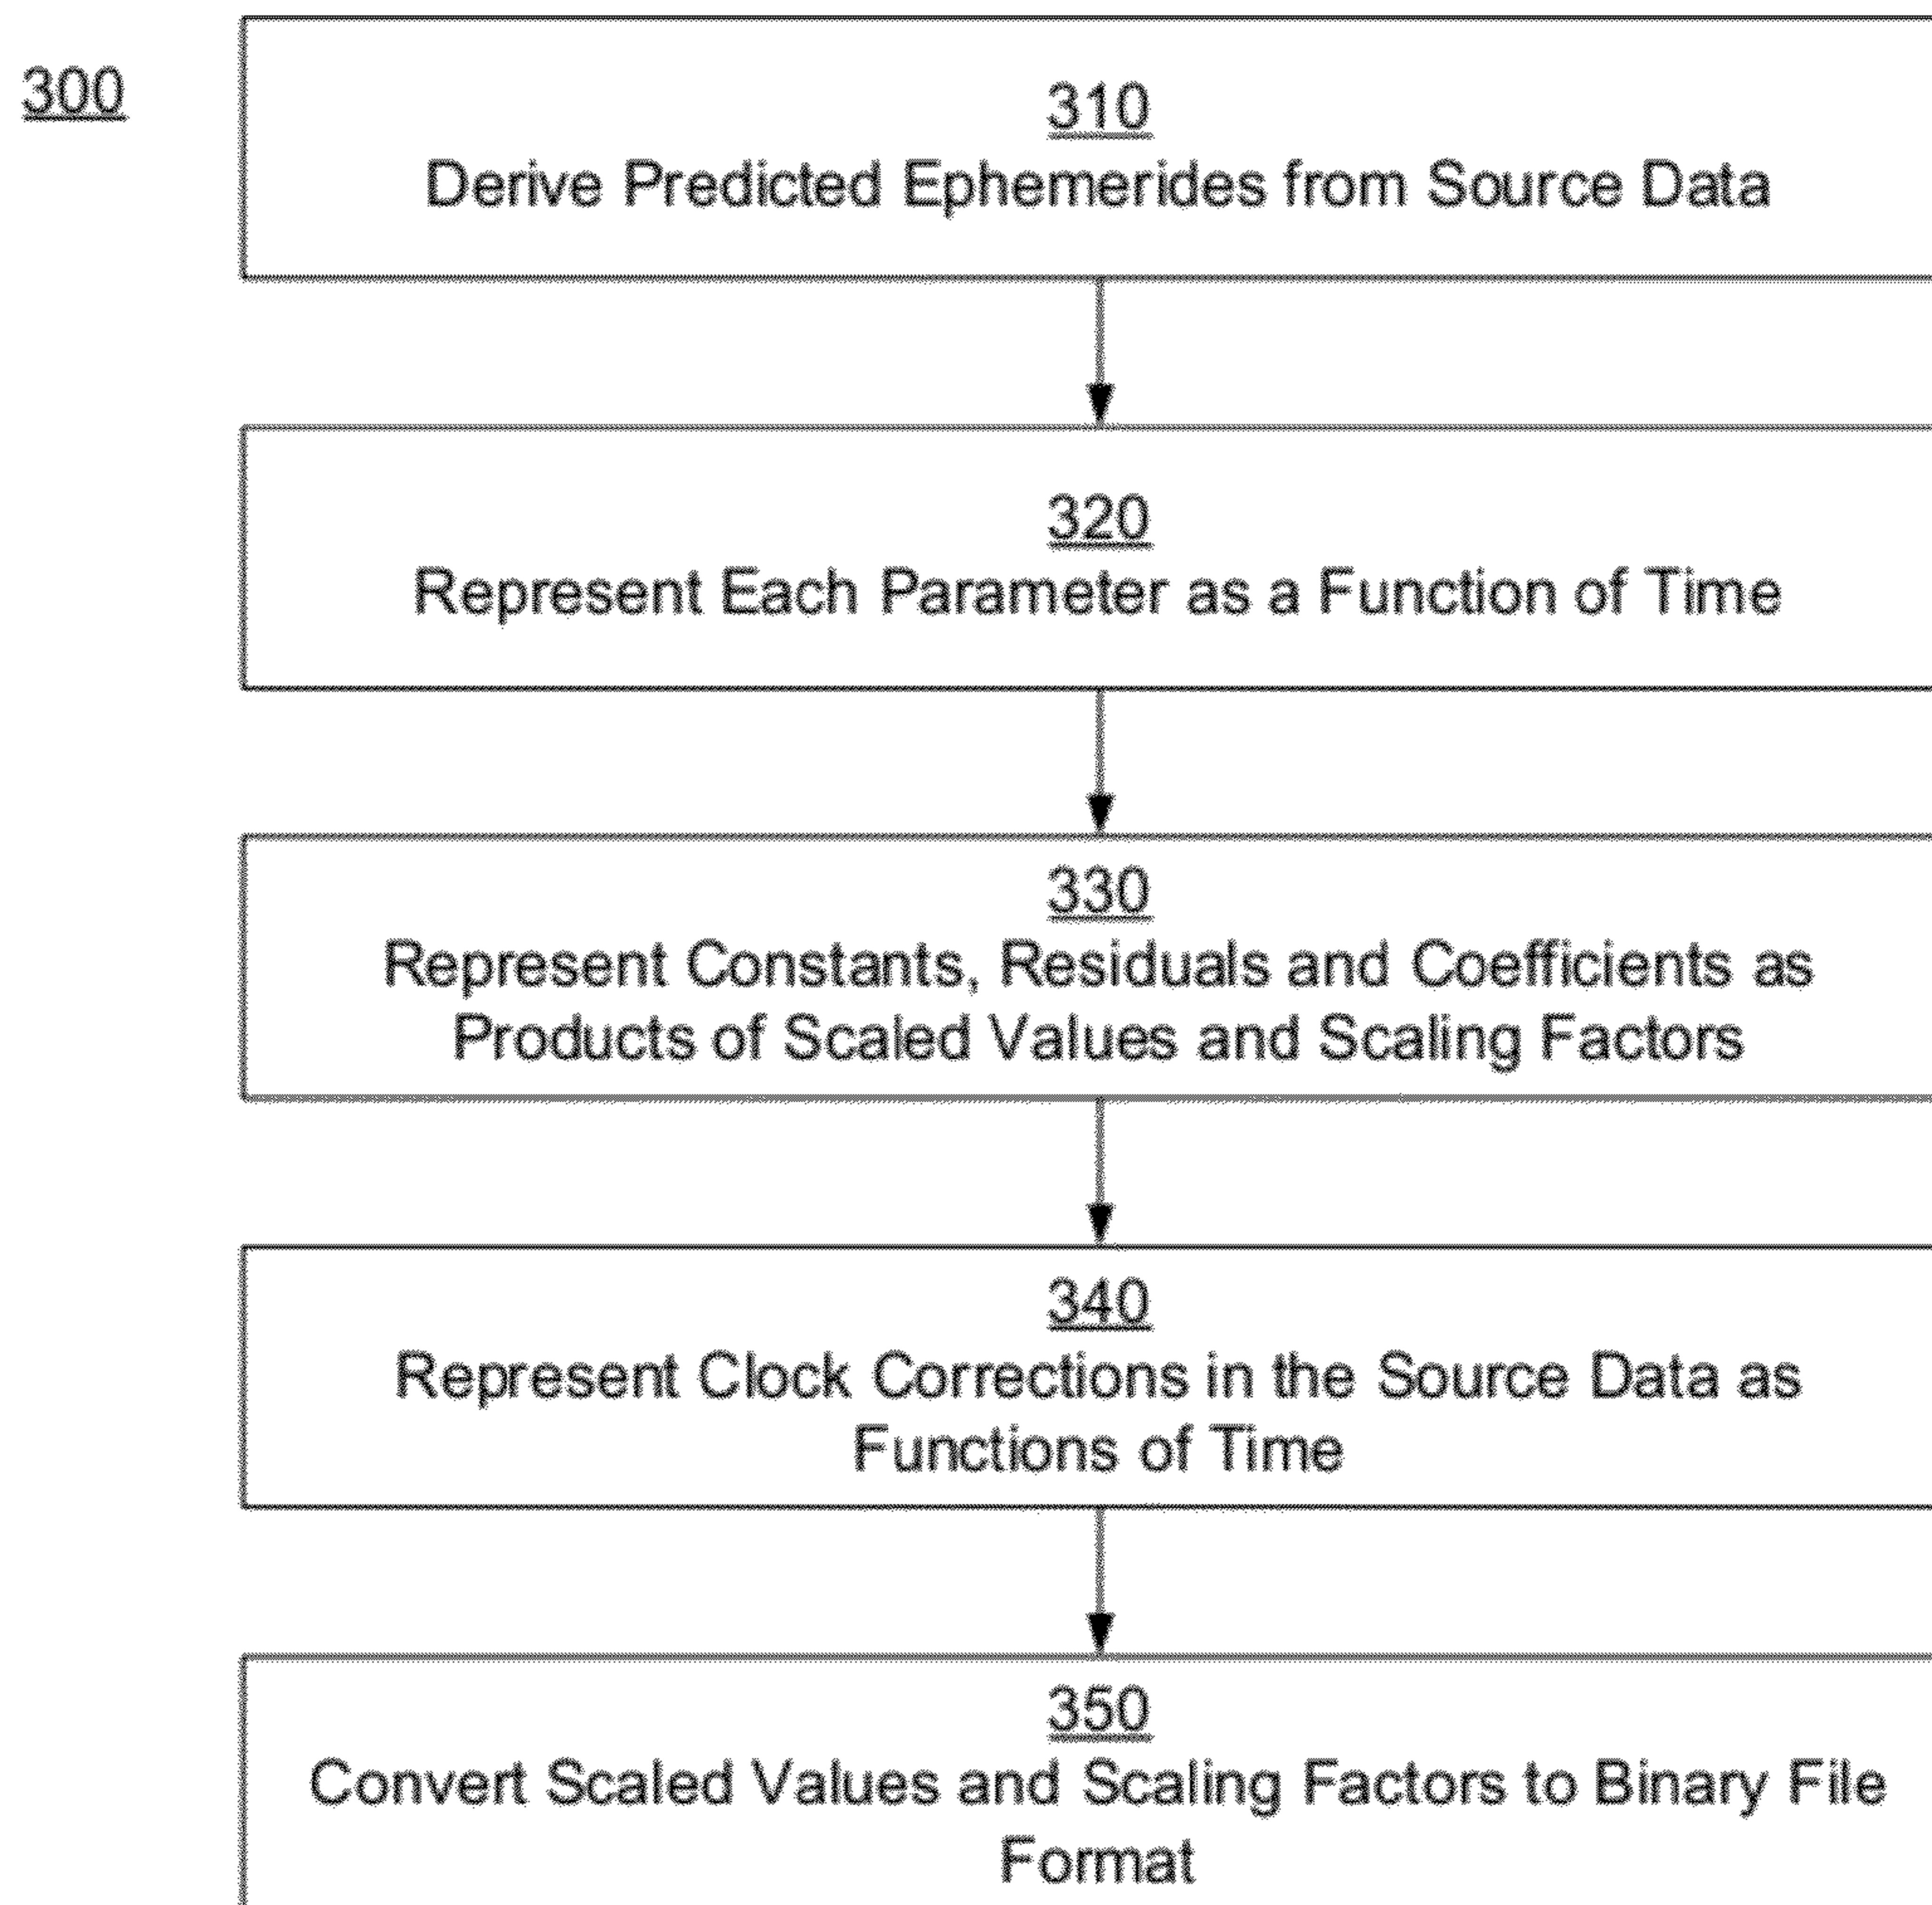 300
310
Derive Predicted Ephemerides from Source Data
320
Represent Each Parameter as a Function of Time
330
Represent Constants, Residuals and Coefficients as
Products of Scaled Values and Scaling Factors
340
Represent Clock Corrections in the Source Data as
Functions of Time
350
Convert Scaled Values and Scaling Factors to Binary File
Format